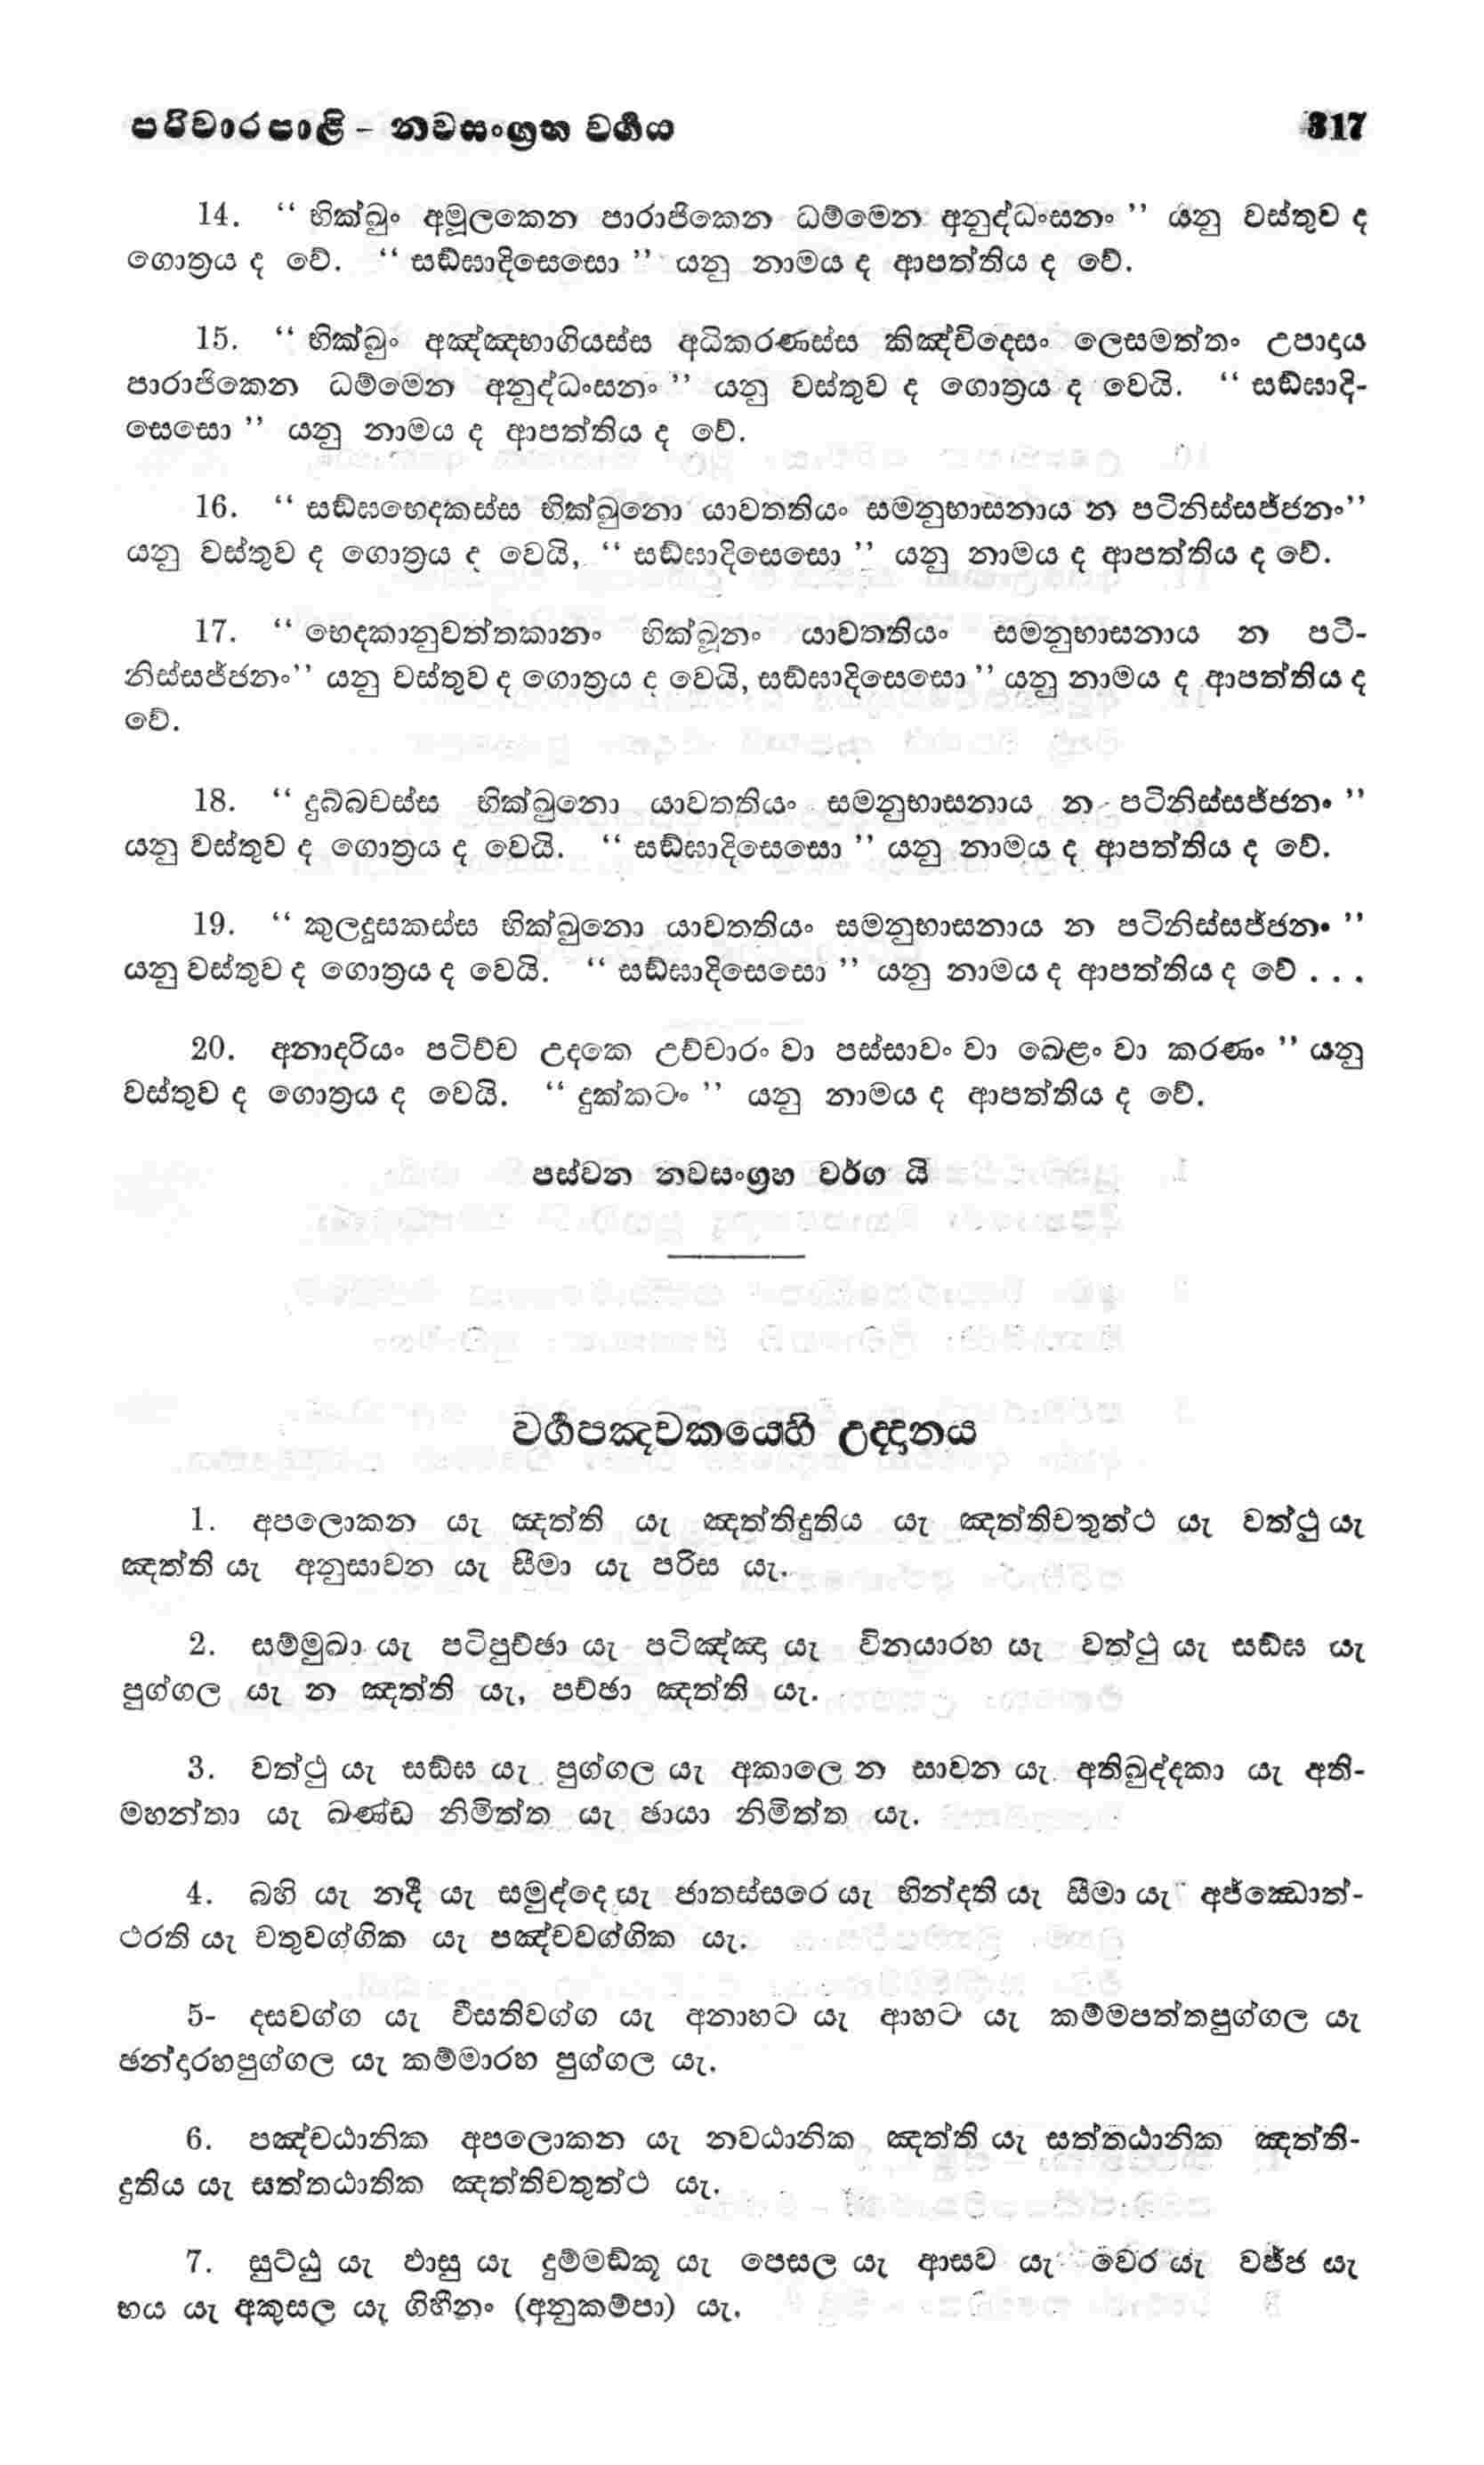 පරිවාරපාළි – නවසංග්‍රහ වර්‍ගය 317
14. “ භික්ඛුං අමූලකෙන පාරාජිකෙන ධම්මෙන අනුද්ධංසනං ” යනු වස්තුව ද
ගොත්‍රය ද වේ. “ සඞ්ඝාදිසෙසො ” යනු නාමය ද ආපත්තිය ද වේ.
15. “ භික්ඛුං අඤ්ඤභාගියස්ස අධිකරණස්ස කිඤ්චිදෙසං ලෙසමත්තං උපාදාය
පාරාජිකෙන ධම්මෙන අනුද්ධංසනං ” යනු වස්තුව ද ගොත්‍රය ද වෙයි. “ සඞ්ඝාදි-
සෙසො ” යනු නාමය ද ආපත්තිය ද වේ.
16. “ සඞ්ඝභෙදකස්ස භික්ඛුනො යාවතතියං සමනුභාසනාය න පටිනිස්සජ්ජනං”
යනු වස්තුව ද ගොත්‍රය ද වෙයි, “ සඞ්ඝාදිසෙසො ” යනු නාමය ද ආපත්තිය ද වේ.
17. “ භෙදකානුවත්තකානං භික්ඛූනං යාවතතියං සමනුභාසනාය න පටි-
නිස්සජ්ජනං” යනු වස්තුව ද ගොත්‍රය ද වෙයි, සඞ්ඝාදිසෙසො ” යනු නාමය ද ආපත්තිය ද
වේ.
18. “ දුබ්බචස්ස භික්ඛුනො යාවතතියං සමනුභාසනාය න පටිනිස්සජ්ජනං ”
යනු වස්තුව ද ගොත්‍රය ද වෙයි. “ සඞ්ඝාදිසෙසො ” යනු නාමය ද ආපත්තිය ද වේ.
19. “ කුලදූසකස්ස භික්ඛුනො යාවතතියං සමනුභාසනාය න පටිනිස්සජ්ජනං ”
යනු වස්තුව ද ගොත්‍රය ද වෙයි. “ සඞ්ඝාදිසෙසො ” යනු නාමය ද ආපත්තිය ද වේ . . .
20. අනාදරියං පටිච්ච උදකෙ උච්චාරං වා පස්සාවං වා ඛෙළං වා කරණං ” යනු
වස්තුව ද ගොත්‍රය ද වෙයි. “ දුක්කටං ” යනු නාමය ද ආපත්තිය ද වේ.
පස්වන නවසංග්‍රහ වර්ග යි
වර්‍ගපඤ්චකයෙහි උද්දානය
1. අපලොකන යැ ඤත්ති යැ ඤත්තිදුතිය යැ ඤත්තිචතුත්ථ යැ වත්ථු යැ
ඤත්ති යැ අනුසාවන යැ සීමා යැ පරිස යැ.
2. සම්මුඛා යැ පටිපුච්ඡා යැ පටිඤ්ඤා යැ විනයාරහ යැ වත්ථු යැ සඞ්ඝ යැ
පුග්ගල යැ න ඤත්ති යැ, පච්ඡා ඤත්ති යැ.
3. වත්ථු යැ සඞ්ඝ යැ පුග්ගල යැ අකාලෙ න සාවන යැ අතිඛුද්දකා යැ අති-
මහන්තා යැ ඛණ්ඩ නිමිත්ත යැ ඡායා නිමිත්ත යැ.
4. බහි යැ නදී යැ සමුද්දෙ යැ ජාතස්සරෙ යැ භින්දති යැ සීමා යැ අජ්ඣොත්-
ථරති යැ චතුවග්ගික යැ පඤ්චවග්ගික යැ.
5- දසවග්ග යැ වීසතිවග්ග යැ අනාහට යැ ආහට යැ කම්මපත්තපුග්ගල යැ
ඡන්දාරහපුග්ගල යැ කම්මාරහ පුග්ගල යැ.
6. පඤ්චඨානික අපලොකන යැ නවඨානික ඤත්ති යැ සත්තඨානික ඤත්ති-
දුතිය යැ සත්තඨානික ඤත්තිචතුත්ථ යැ.
7. සුට්ඨු යැ ඵාසු යැ දුම්මඞ්කු යැ පෙසල යැ ආසව යැ වෙර යැ වජ්ජ යැ
භය යැ අකුසල යැ ගිහීනං (අනුකම්පා) යැ.